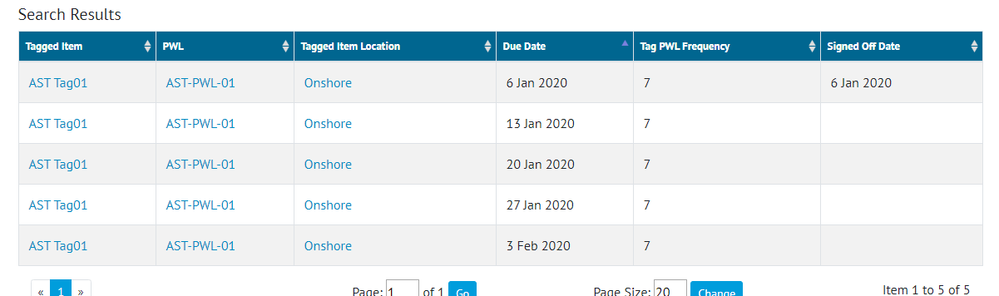 Search Results
Tagged Item PWL Tagged Item Location Due Date Tag PWL Frequency Signed Off Date
AST Tag01 AST-PWL-01 Onshore 6 Jan 2020 7 6 Jan 2020
AST Tag01 AST-PWL-01 Onshore 13 Jan 2020 7
AST Tag01 AST-PWL-01 Onshore 20 Jan 2020 7
AST Tag01 AST-PWL-01 Onshore 27 Jan 2020 7
AST Tag01 AST-PWL-01 Onshore 3 Feb 2020 7
« 1 » Page: 1 of 1 Go Page Size: 20 Change Item 1 to 5 of 5